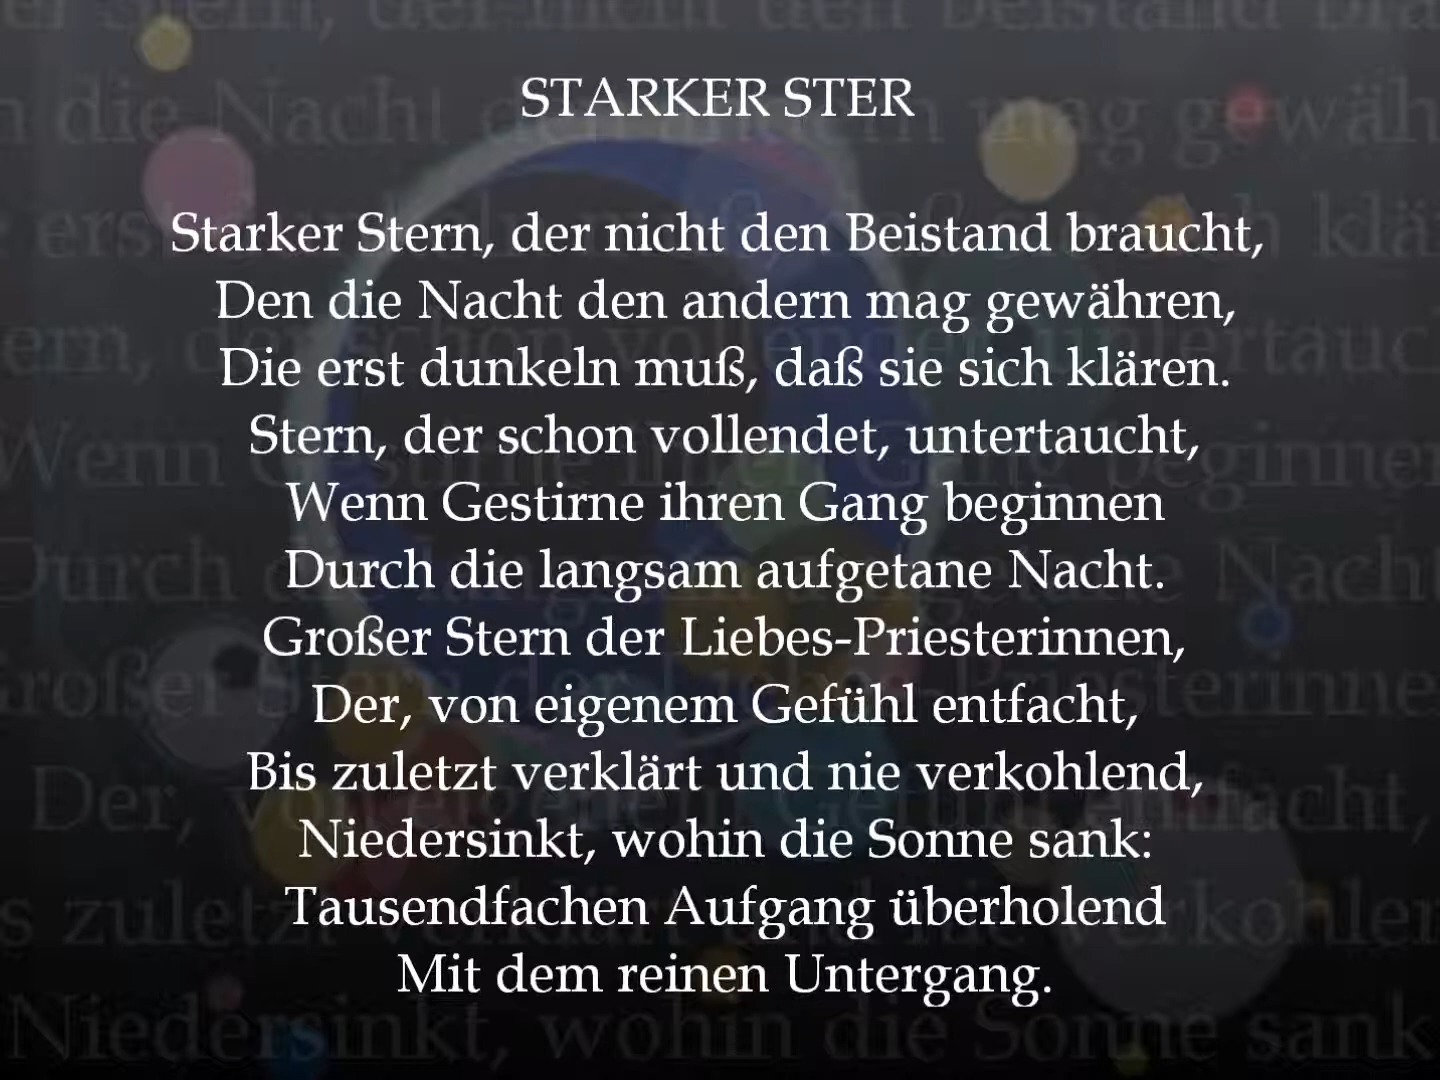 STARKER STER
Starker Stern, der nicht den Beistand braucht,
Den die Nacht den andern mag gewähren,
Die erst dunkeln muß, daß sie sich klären.
Stern, der schon vollendet, untertaucht,
Wenn Gestirne ihren Gang beginnen
Durch die langsam aufgetane Nacht.
Großer Stern der Liebes-Priesterinnen,
Der, von eigenem Gefühl entfacht,
Bis zuletzt verklärt und nie verkohlend,
Niedersinkt, wohin die Sonne sank:
Tausendfachen Aufgang überholend
Mit dem reinen Untergang.